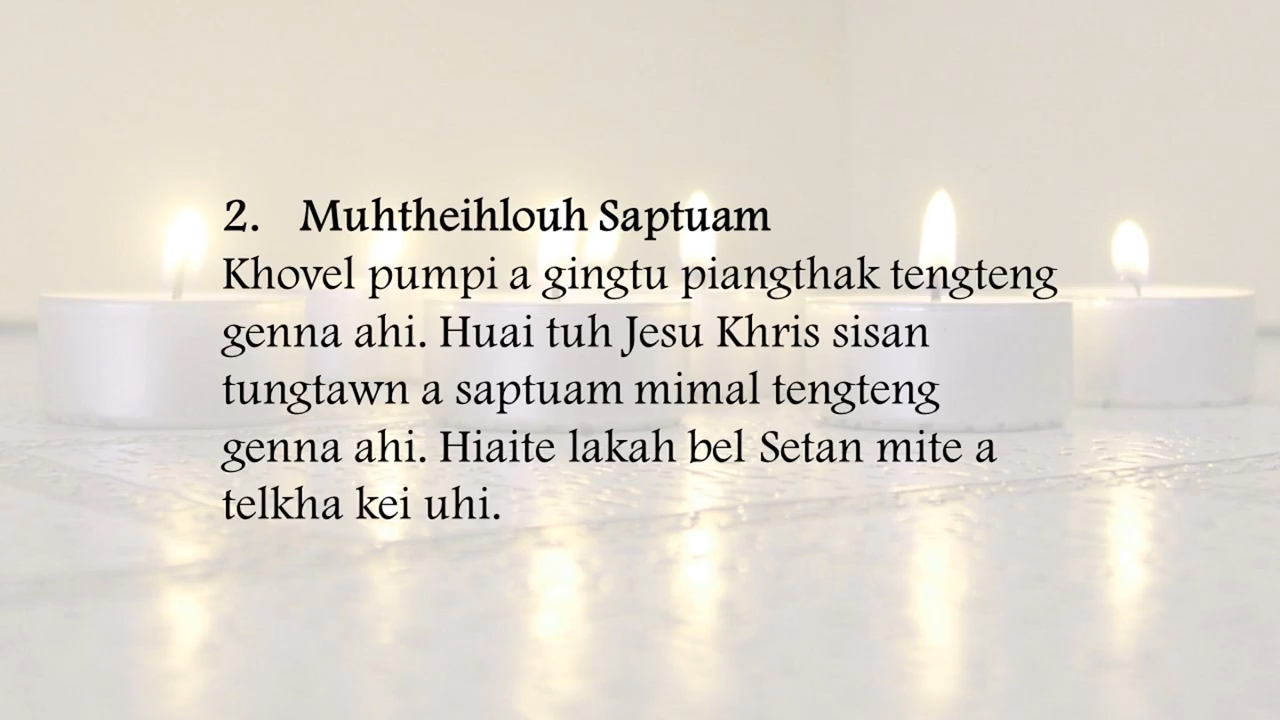 2. Muhtheihlouh Saptuam
Khovel pumpi a gingtu piangthak tengteng
genna ahi. Huai tuh Jesu Khris sisan
tungtawn a saptuam mimal tengteng
genna ahi. Hiaite lakah bel Setan mite a
telkha kei uhi.